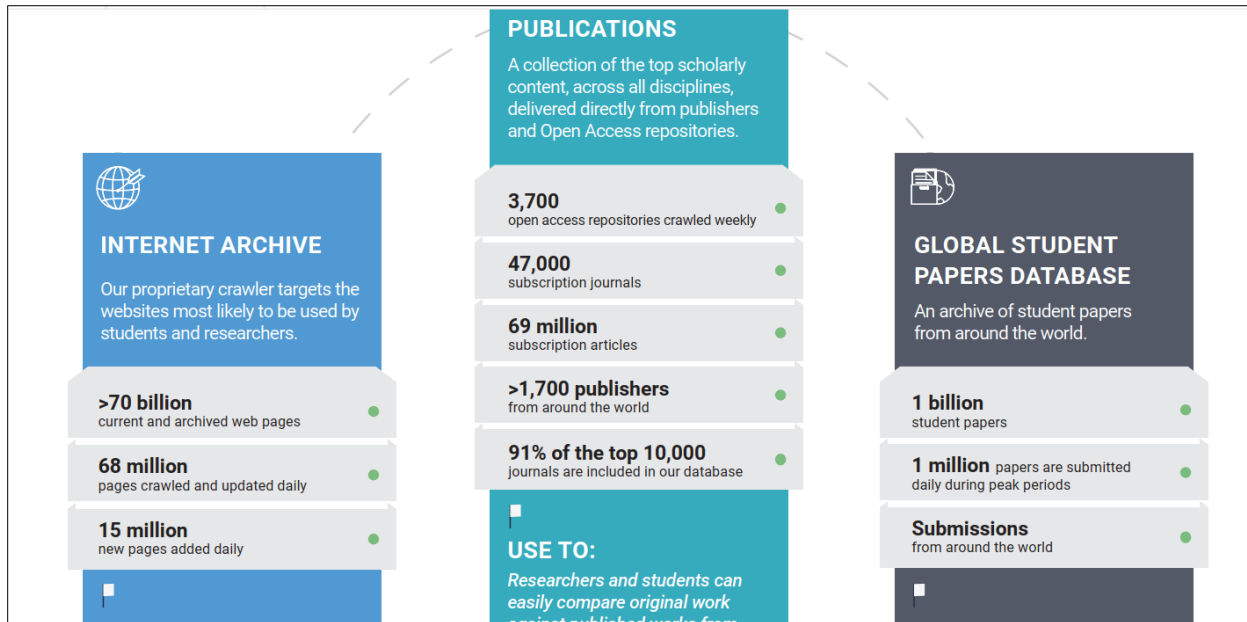 PUBLICATIONS
A collection of the top scholarly
content, across all disciplines,
delivered directly from publishers
and Open Access repositories.
3,700
open access repositories crawled weekly
47,000
subscription journals
69 million
subscription articles
>1,700 publishers
from around the world
91% of the top 10,000
journals are included in our database
USE TO:
Researchers and students can
easily compare original work
against published works from
INTERNET ARCHIVE
Our proprietary crawler targets the
websites most likely to be used by
students and researchers.
>70 billion
current and archived web pages
68 million
pages crawled and updated daily
15 million
new pages added daily
GLOBAL STUDENT
PAPERS DATABASE
An archive of student papers
from around the world.
1 billion
student papers
1 million papers are submitted
daily during peak periods
Submissions
from around the world